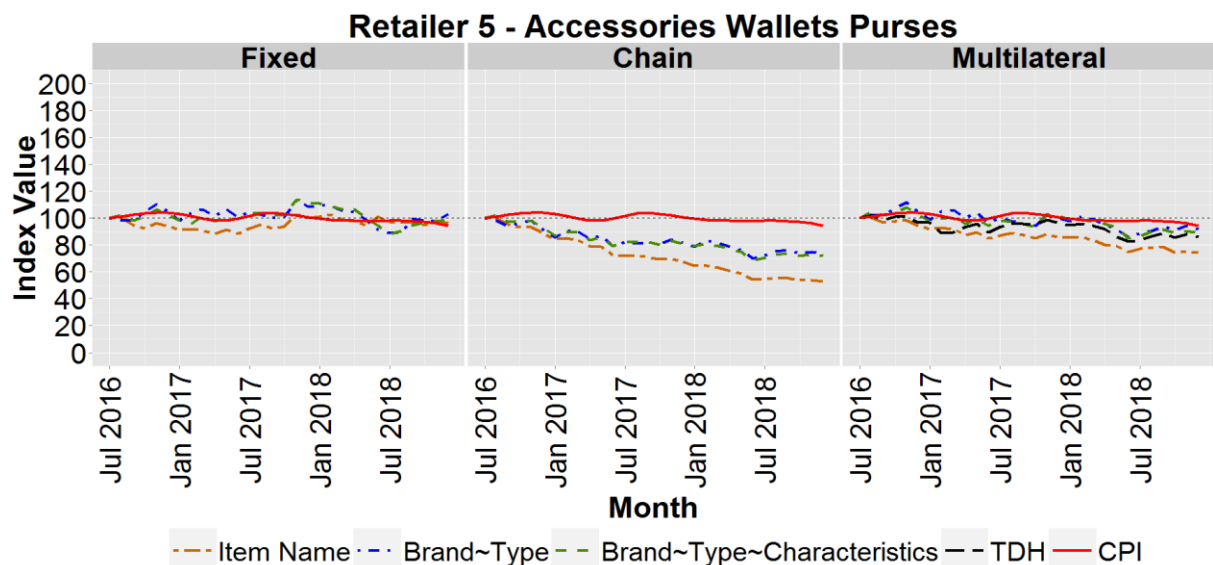 Retailer 5 - Accessories Wallets Purses
Fixed Chain Multilateral
Index Value
200
180
160
140
120
100
80
60
40
20
0
Jul 2016 Jan 2017 Jul 2017 Jan 2018 Jul 2018 Jul 2016 Jan 2017 Jul 2017 Jan 2018 Jul 2018 Jul 2016 Jan 2017 Jul 2017 Jan 2018 Jul 2018
Month
Item Name Brand~Type Brand~Type~Characteristics TDH CPI